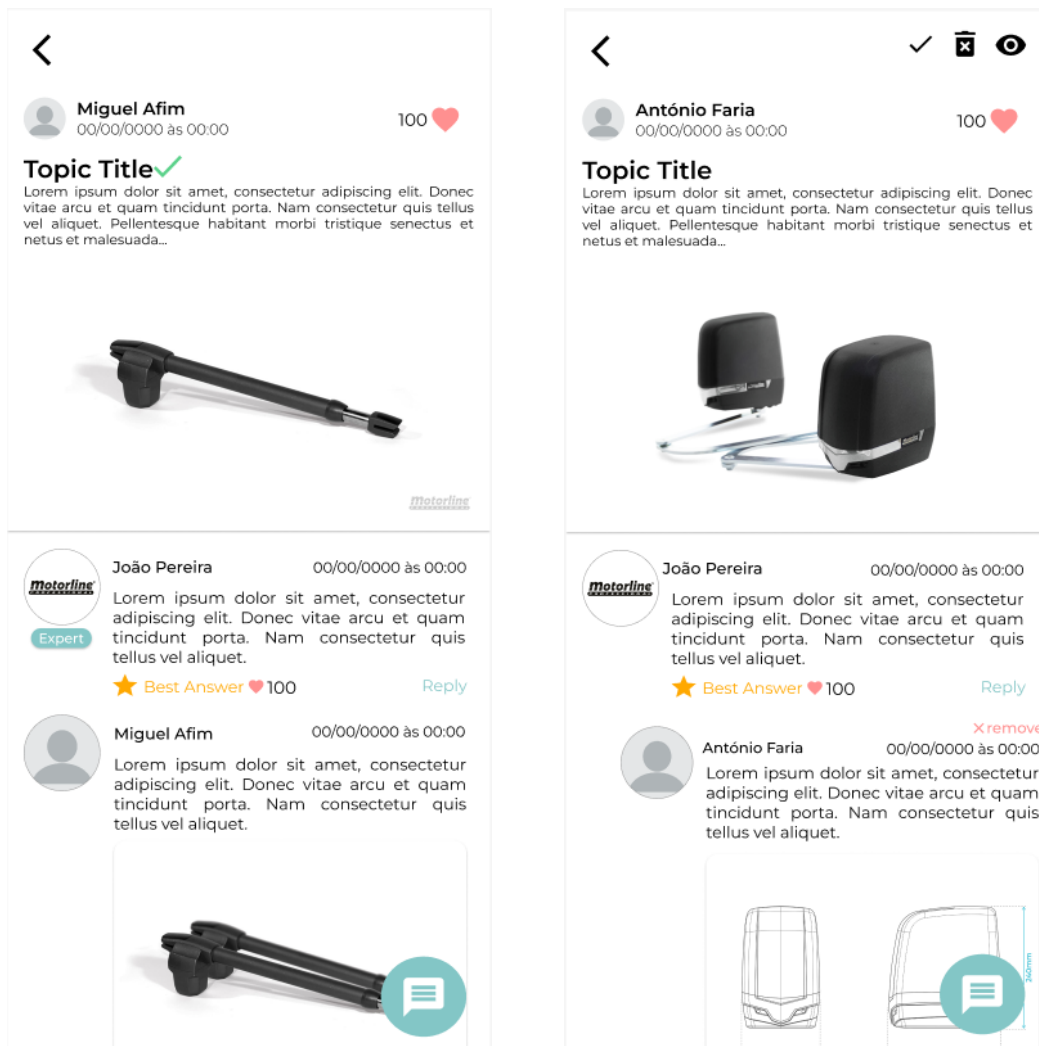 Miguel Afim
00/00/0000 às 00:00
100
Topic Title
Lorem ipsum dolor sit amet, consectetur adipiscing elit. Donec
vitae arcu et quam tincidunt porta. Nam consectetur quis tellus
vel aliquet. Pellentesque habitant morbi tristique senectus et
netus et malesuada...
motorline
PROFESSIONAL
motorline
PROFESSIONAL
Expert
João Pereira
00/00/0000 às 00:00
Lorem ipsum dolor sit amet, consectetur
adipiscing elit. Donec vitae arcu et quam
tincidunt porta. Nam consectetur quis
tellus vel aliquet.
Best Answer
100
Reply
Miguel Afim
00/00/0000 às 00:00
Lorem ipsum dolor sit amet, consectetur
adipiscing elit. Donec vitae arcu et quam
tincidunt porta. Nam consectetur quis
tellus vel aliquet.
António Faria
00/00/0000 às 00:00
100
Topic Title
Lorem ipsum dolor sit amet, consectetur adipiscing elit. Donec
vitae arcu et quam tincidunt porta. Nam consectetur quis tellus
vel aliquet. Pellentesque habitant morbi tristique senectus et
netus et malesuada...
motorline
PROFESSIONAL
João Pereira
00/00/0000 às 00:00
Lorem ipsum dolor sit amet, consectetur
adipiscing elit. Donec vitae arcu et quam
tincidunt porta. Nam consectetur quis
tellus vel aliquet.
Best Answer
100
Reply
remove
António Faria
00/00/0000 às 00:00
Lorem ipsum dolor sit amet, consectetur
adipiscing elit. Donec vitae arcu et quam
tincidunt porta. Nam consectetur quis
tellus vel aliquet.
240mm